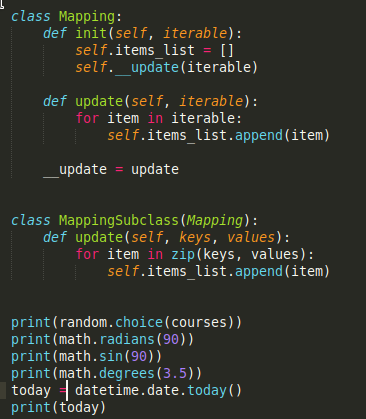 class Mapping:
    def init(self, iterable):
        self.items_list = []
        self.__update(iterable)
    def update(self, iterable):
        for item in iterable:
            self.items_list.append(item)
    __update = update
class MappingSubclass(Mapping):
    def update(self, keys, values):
        for item in zip(keys, values):
            self.items_list.append(item)
print(random.choice(courses))
print(math.radians(90))
print(math.sin(90))
print(math.degrees(3.5))
today = datetime.date.today()
print(today)